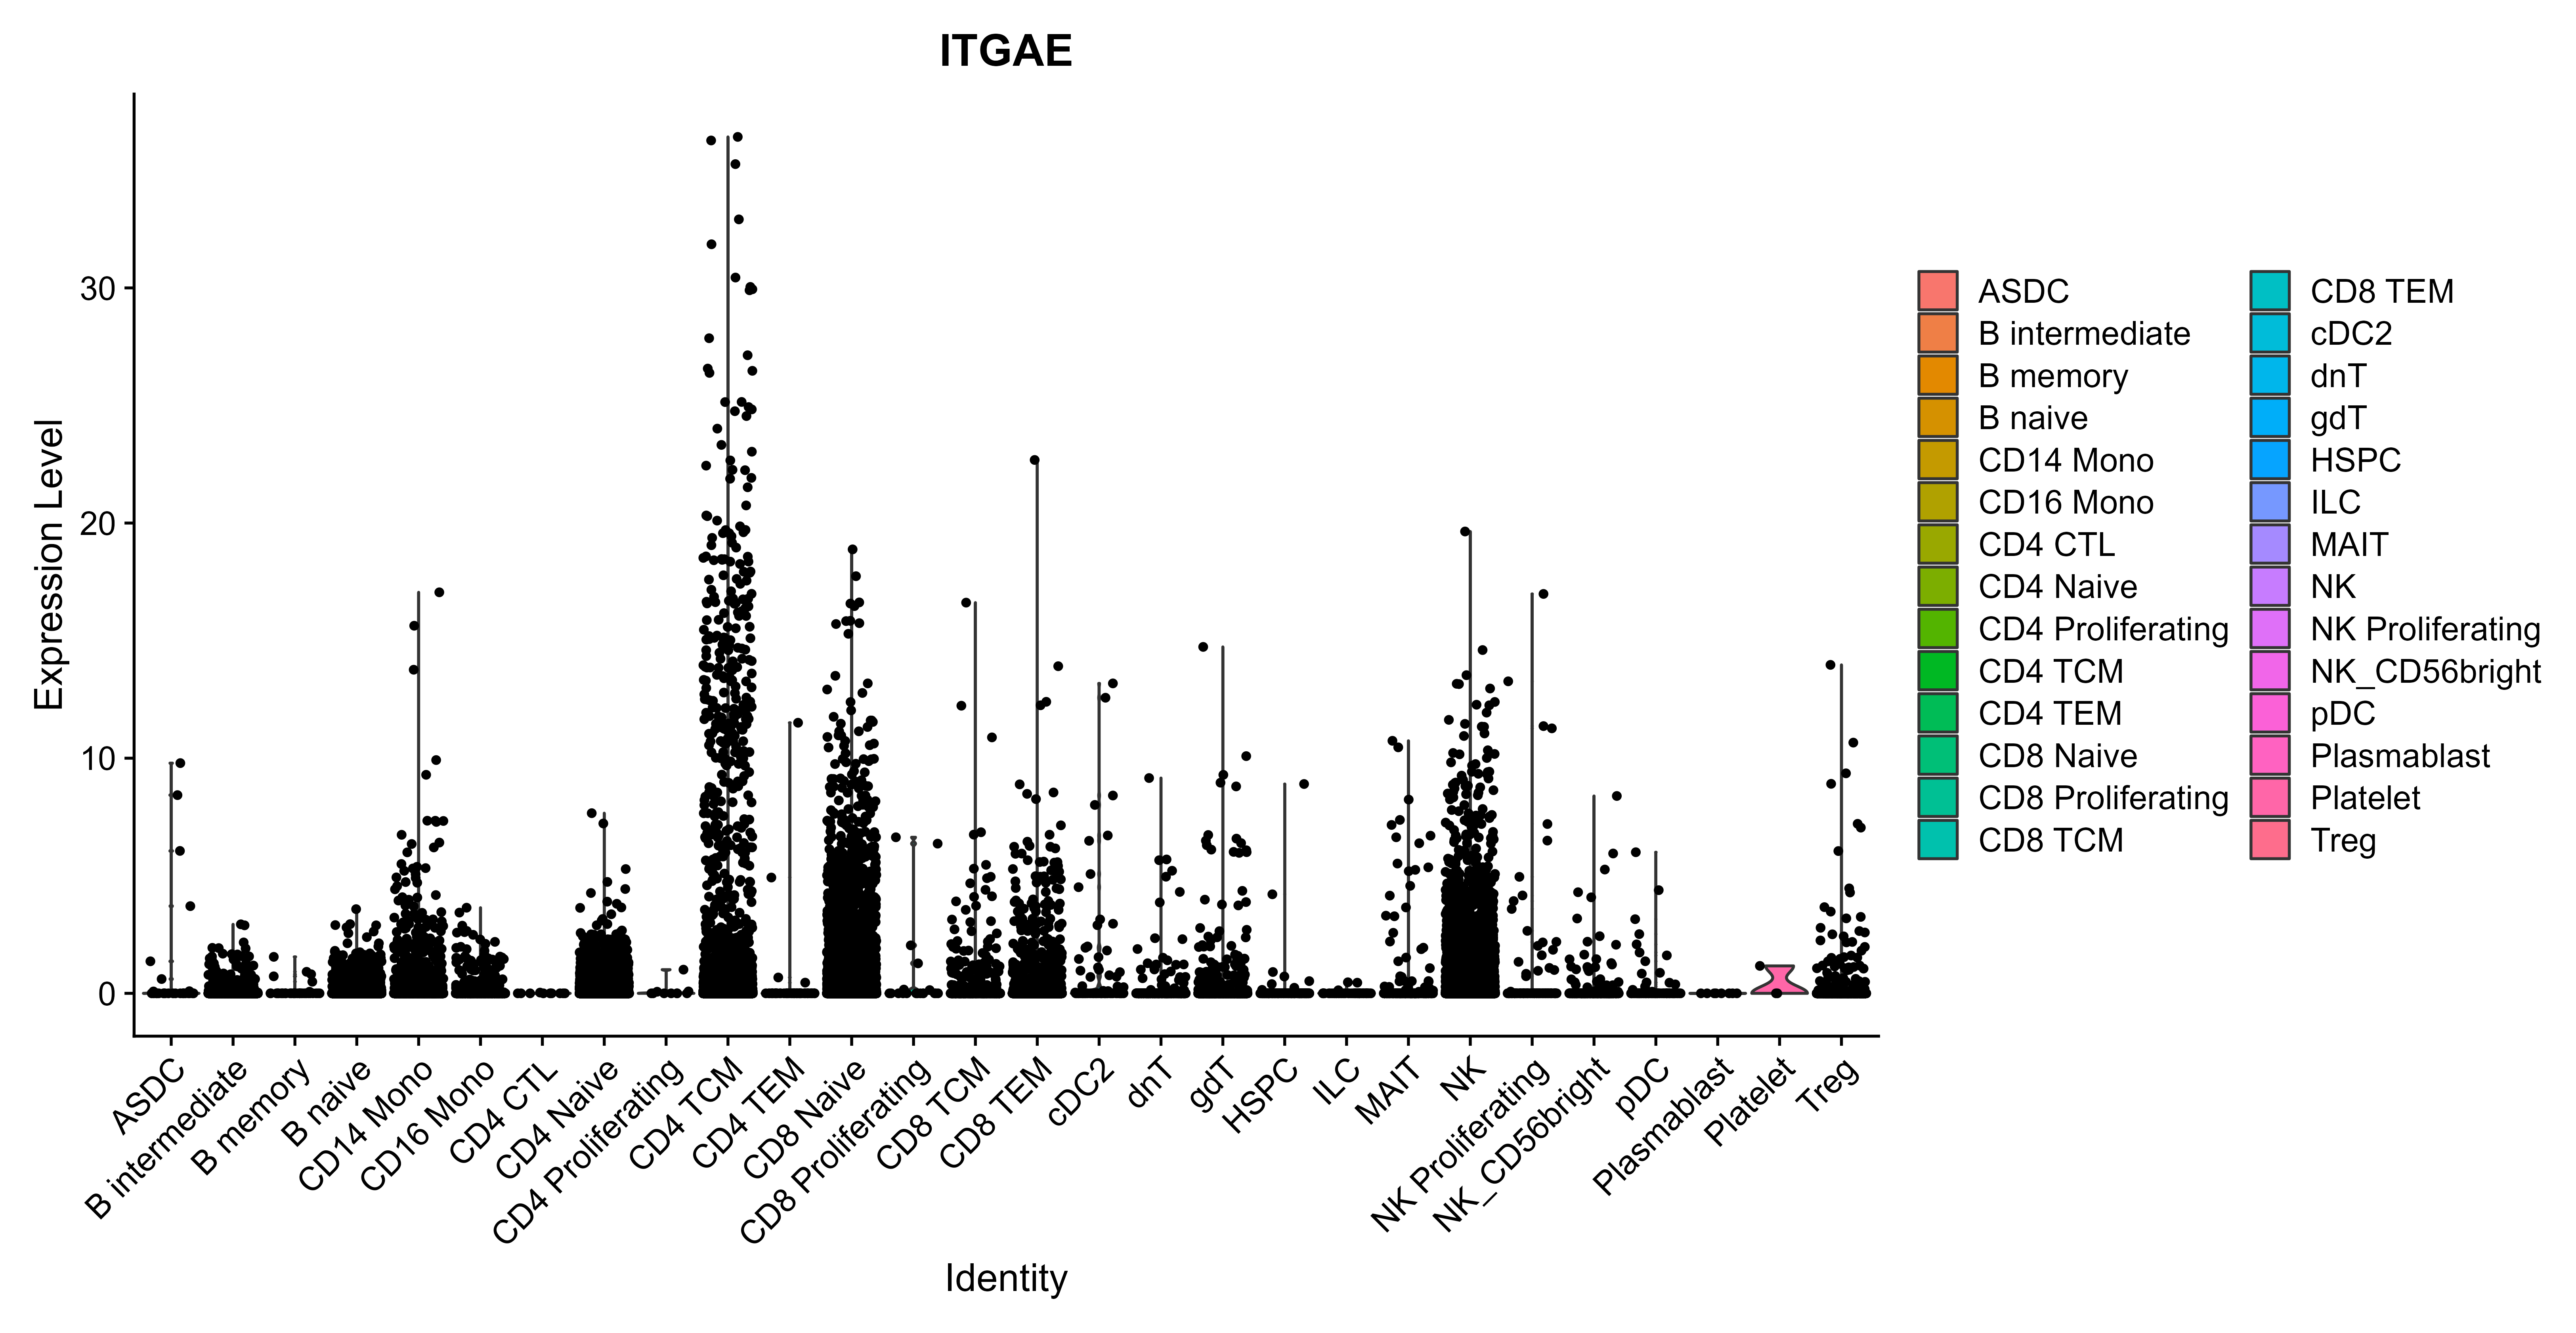 ITGAE
Expression Level
30
20
10
0
ASDC
B intermediate
B memory
B naive
CD14 Mono
CD16 Mono
CD4 CTL
CD4 Naive
CD4 Proliferating
CD4 TCM
CD4 TEM
CD8 Naive
CD8 Proliferating
CD8 TCM
CD8 TEM
cDC2
dnT
gdT
HSPC
ILC
MAIT
NK
NK Proliferating
NK_CD56bright
pDC
Plasmablast
Platelet
Treg
Identity
ASDC
B intermediate
B memory
B naive
CD14 Mono
CD16 Mono
CD4 CTL
CD4 Naive
CD4 Proliferating
CD4 TCM
CD4 TEM
CD8 Naive
CD8 Proliferating
CD8 TCM
CD8 TEM
cDC2
dnT
gdT
HSPC
ILC
MAIT
NK
NK Proliferating
NK_CD56bright
pDC
Plasmablast
Platelet
Treg